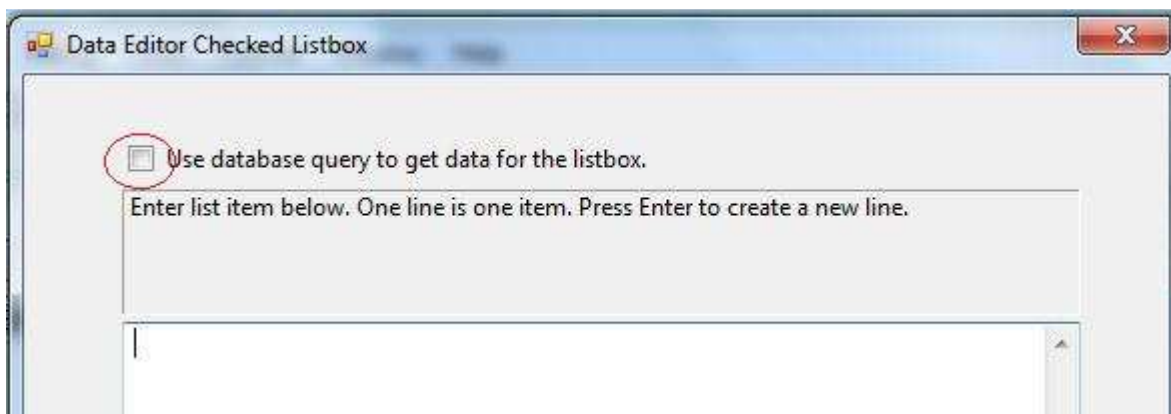 Data Editor Checked Listbox
Use database query to get data for the listbox.
Enter list item below. One line is one item. Press Enter to create a new line.